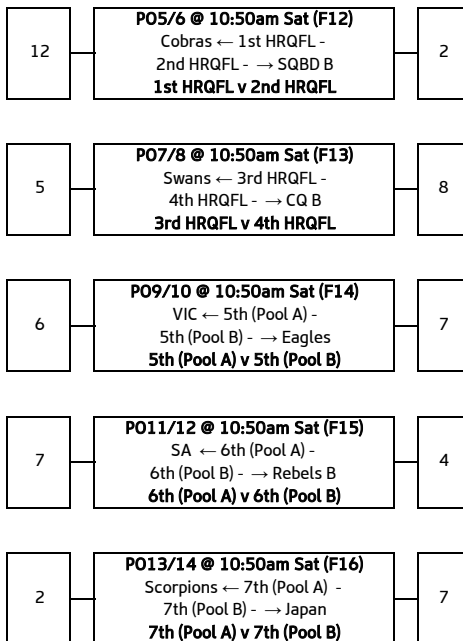 PO5/6 @ 10:50am Sat (F12)
12
Cobras ← 1st HRQFL -
2nd HRQFL - → SQBD B
2
1st HRQFL v 2nd HRQFL
PO7/8 @ 10:50am Sat (F13)
5
Swans ← 3rd HRQFL -
4th HRQFL - → CQ B
8
3rd HRQFL v 4th HRQFL
PO9/10 @ 10:50am Sat (F14)
6
VIC ← 5th (Pool A) -
5th (Pool B) - → Eagles
7
5th (Pool A) v 5th (Pool B)
PO11/12 @ 10:50am Sat (F15)
7
SA ← 6th (Pool A) -
6th (Pool B) - → Rebels B
4
6th (Pool A) v 6th (Pool B)
PO13/14 @ 10:50am Sat (F16)
2
Scorpions ← 7th (Pool A) -
7th (Pool B) - → Japan
7
7th (Pool A) v 7th (Pool B)